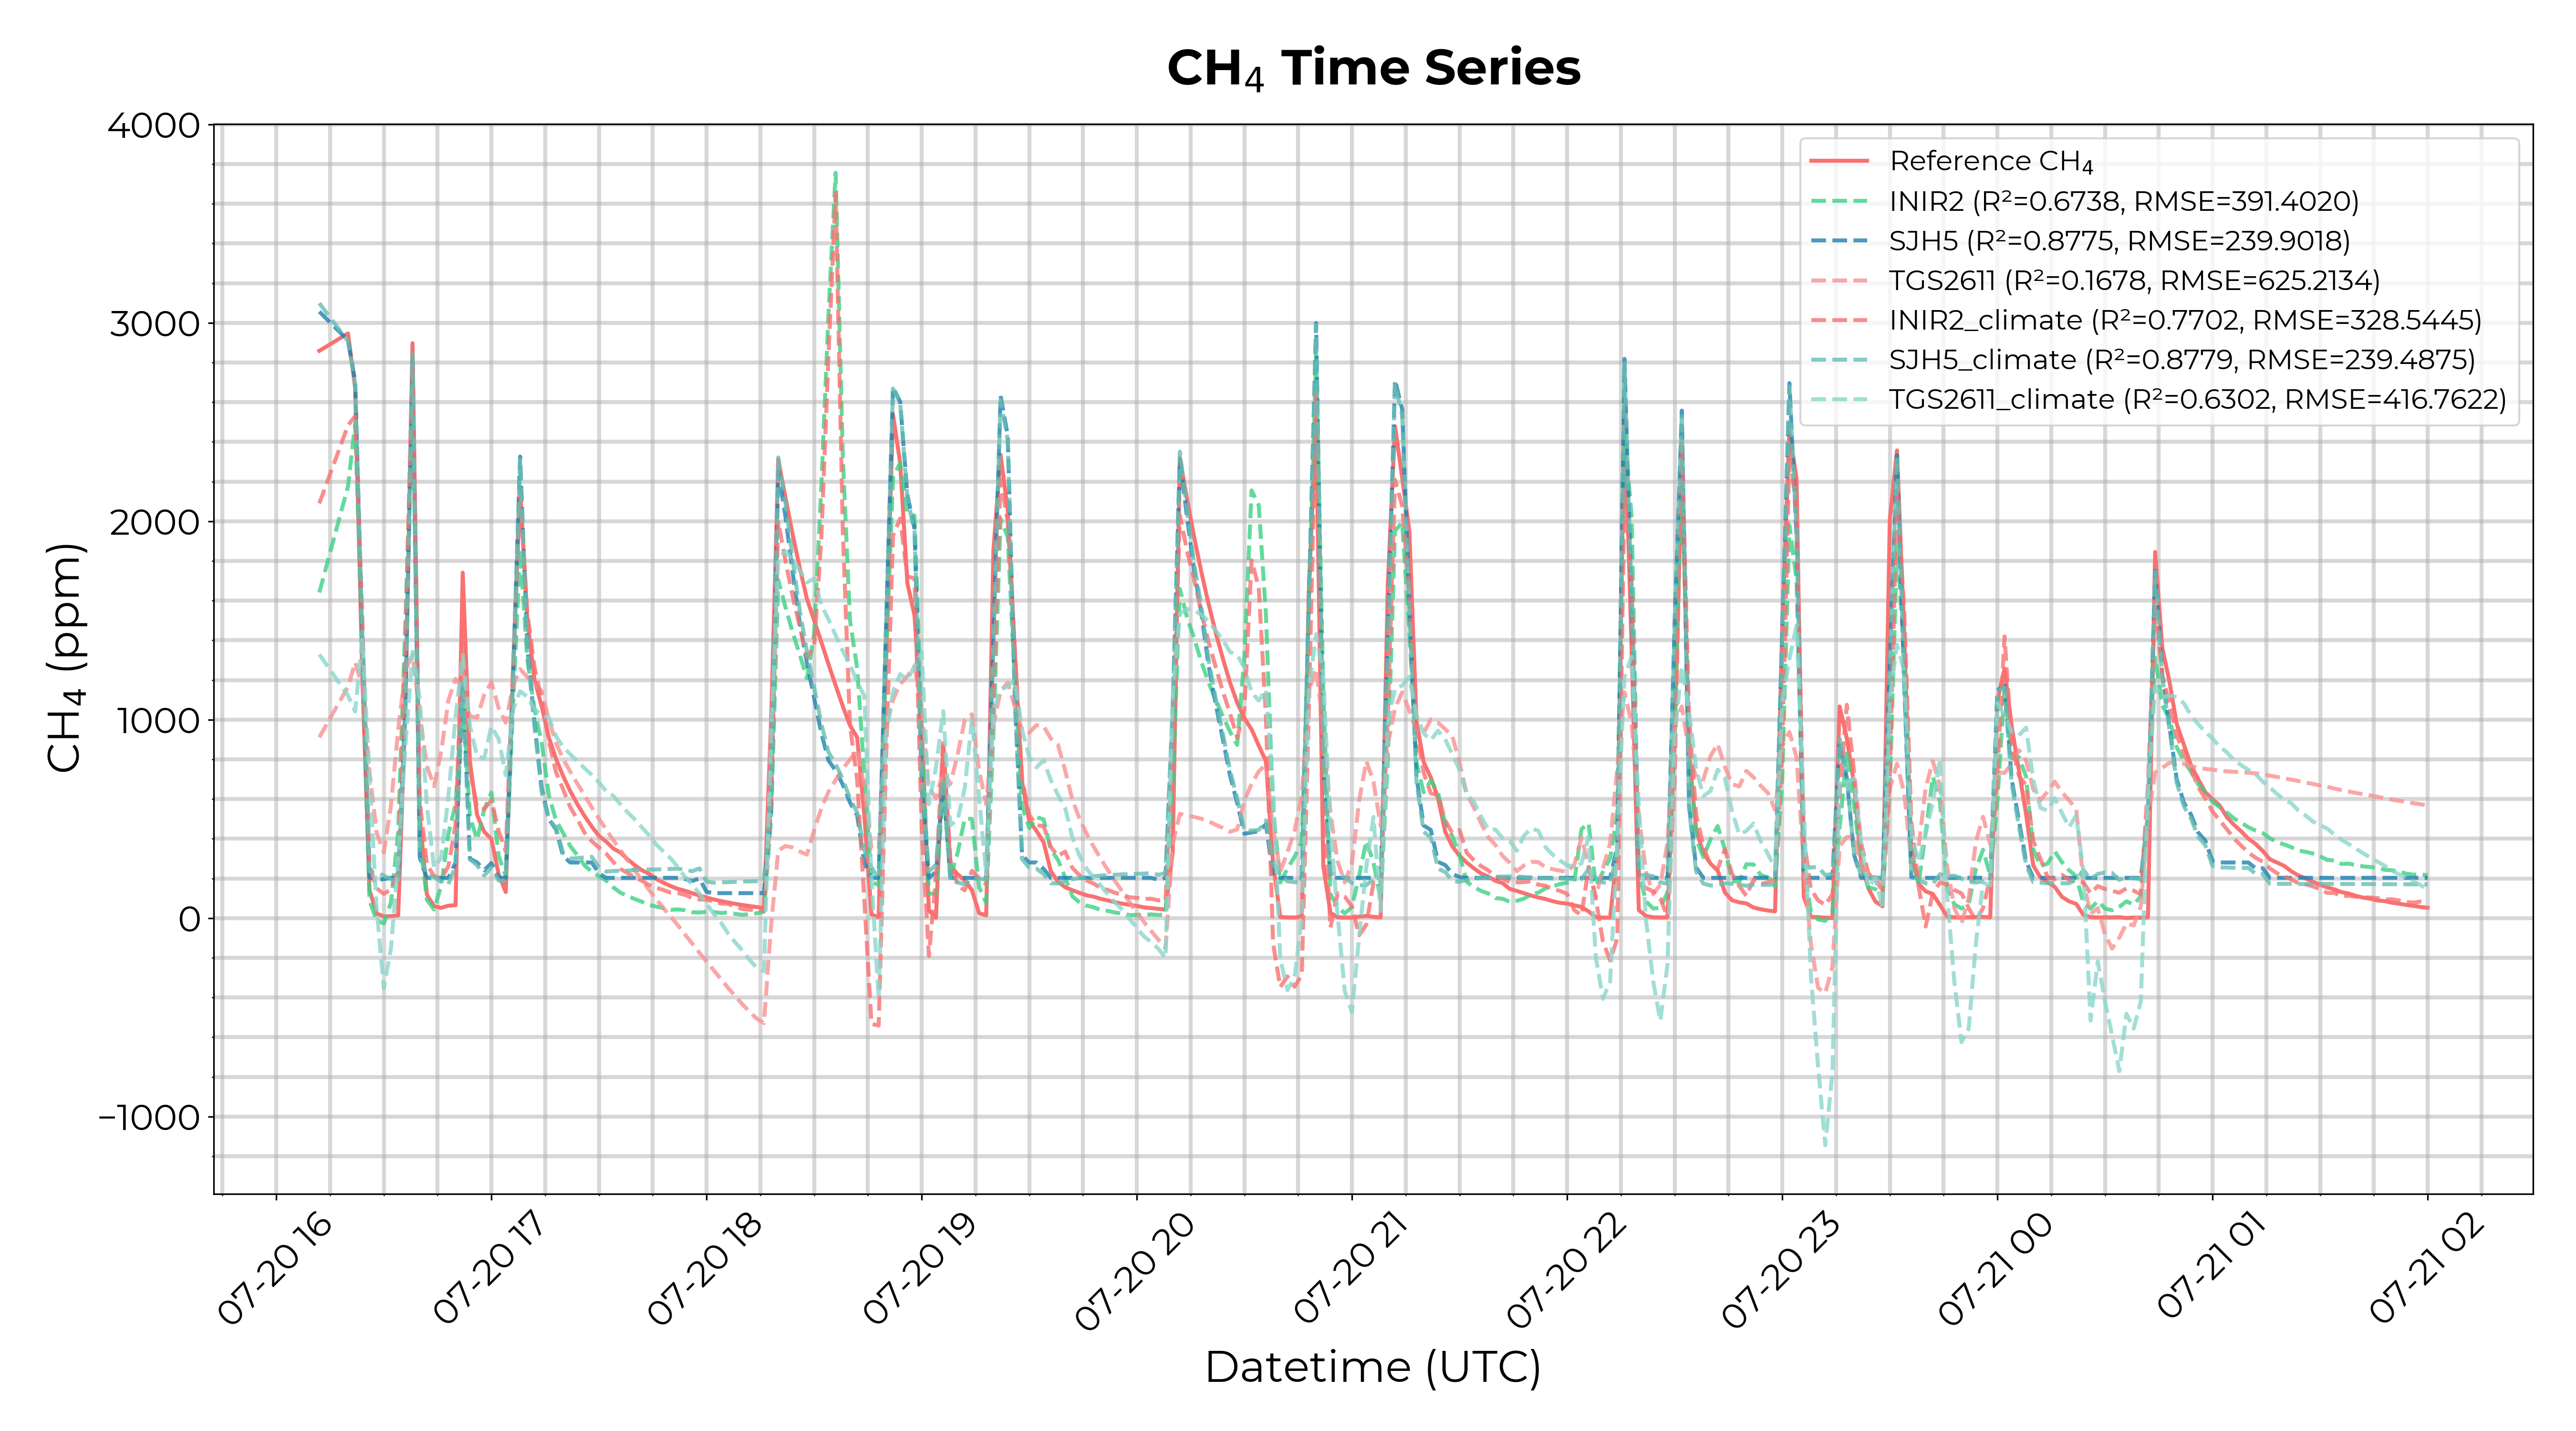 CH₄ Time Series
4000
3000
2000
1000
0
−1000
CH₄ (ppm)
Reference CH₄
INIR2 (R²=0.6738, RMSE=391.4020)
SJH5 (R²=0.8775, RMSE=239.9018)
TGS2611 (R²=0.1678, RMSE=625.2134)
INIR2_climate (R²=0.7702, RMSE=328.5445)
SJH5_climate (R²=0.8779, RMSE=239.4875)
TGS2611_climate (R²=0.6302, RMSE=416.7622)
07-20 16
07-20 17
07-20 18
07-20 19
07-20 20
07-20 21
07-20 22
07-20 23
07-21 00
07-21 01
07-21 02
Datetime (UTC)